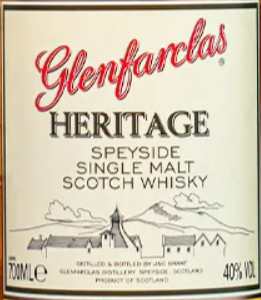 Glenfarclas®
HERITAGE
SPEYSIDE
SINGLE MALT
SCOTCH WHISKY
DISTILLED & BOTTLED BY J&G GRANT
700ML℮ GLENFARCLAS DISTILLERY SPEYSIDE, SCOTLAND 40% VOL
PRODUCT OF SCOTLAND